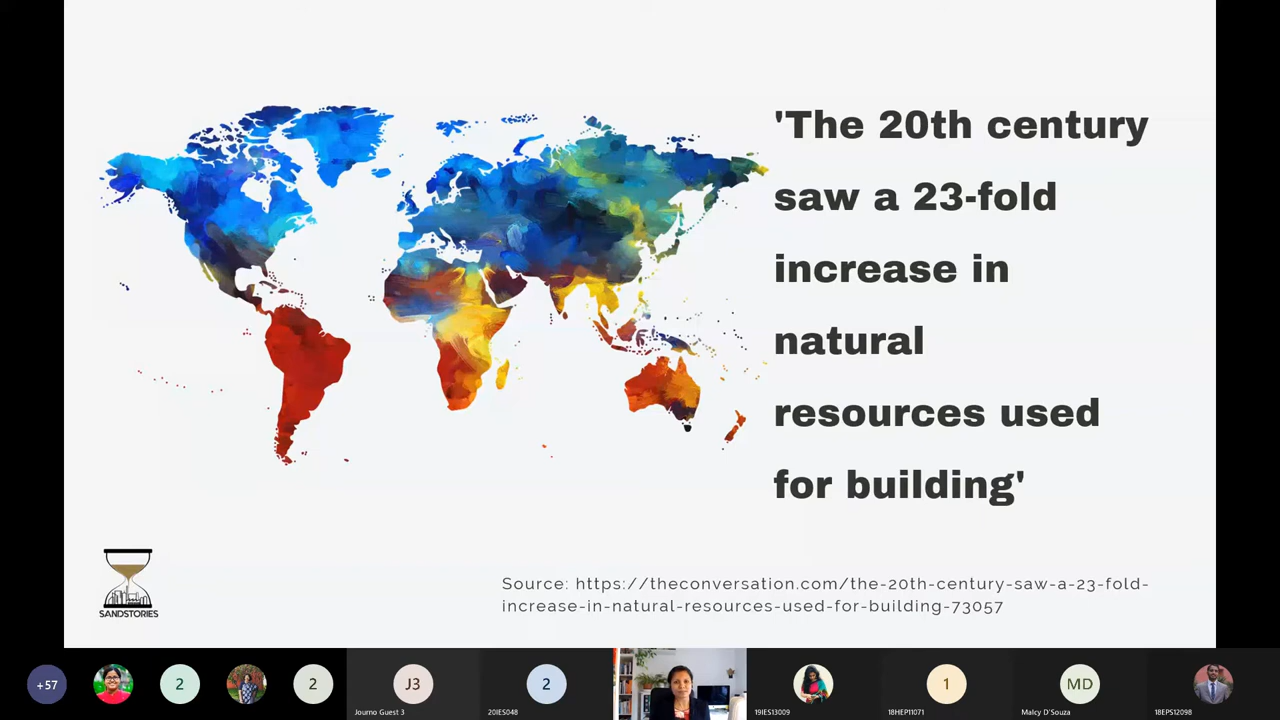 'The 20th century
saw a 23-fold
increase in
natural
resources used
for building'
SANDSTORIES
Source: https://theconversation.com/the-20th-century-saw-a-23-fold-
increase-in-natural-resources-used-for-building-73057
+57
2
2
J3
Journo Guest 3
2
20IES048
19IES13009
1
18HEP11071
MD
Malcy D'Souza
18EPS12098